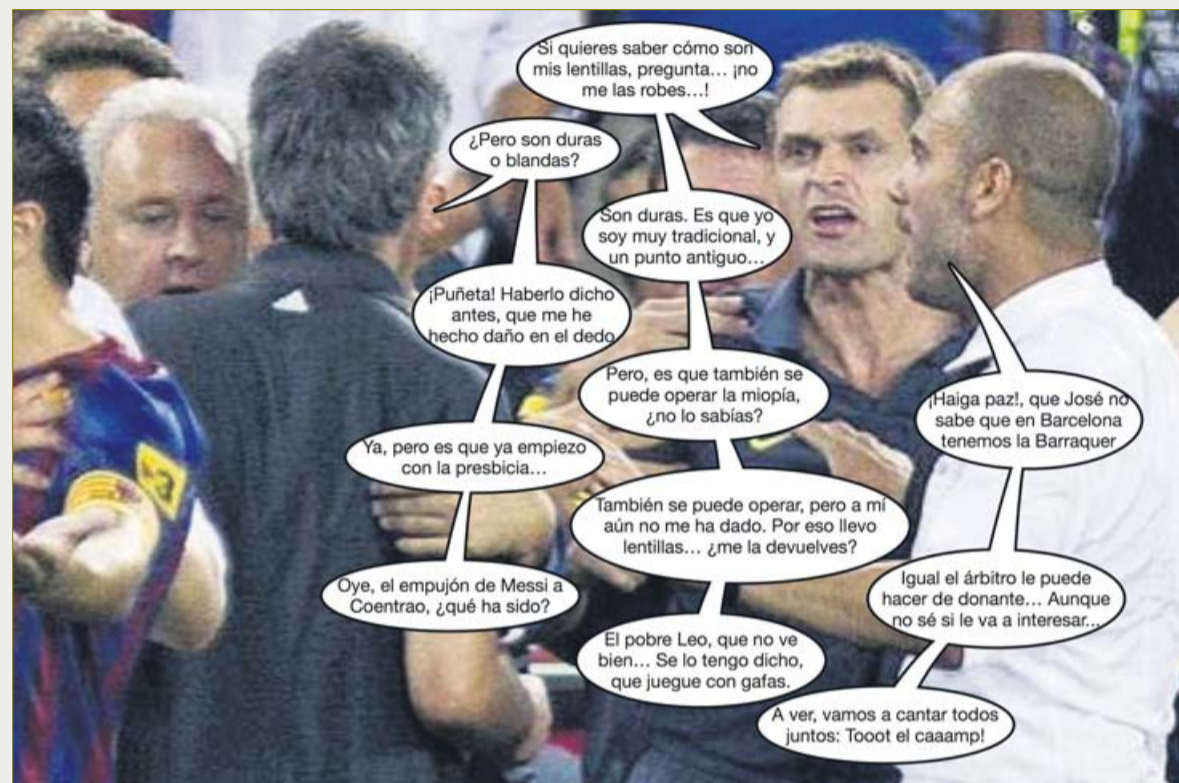 Si quieres saber cómo son
mis lentillas, pregunta... ¡no
me las robes...!
¿Pero son duras
o blandas?
Son duras. Es que yo
soy muy tradicional, y
un punto antiguo...
¡Puñeta! Haberlo dicho
antes, que me he
hecho daño en el dedo
Pero, es que también se
puede operar la miopía,
¿no lo sabías?
Ya, pero es que ya empiezo
con la presbicia...
También se puede operar, pero a mí
aún no me ha dado. Por eso llevo
lentillas... ¿me la devuelves?
Oye, el empujón de Messi a
Coentrao, ¿qué ha sido?
El pobre Leo, que no ve
bien... Se lo tengo dicho,
que juegue con gafas.
¡Haiga paz!, que José no
sabe que en Barcelona
tenemos la Barraquer
Igual el árbitro le puede
hacer de donante... Aunque
no sé si le va a interesar...
A ver, vamos a cantar todos
juntos: Tooot el caaamp!